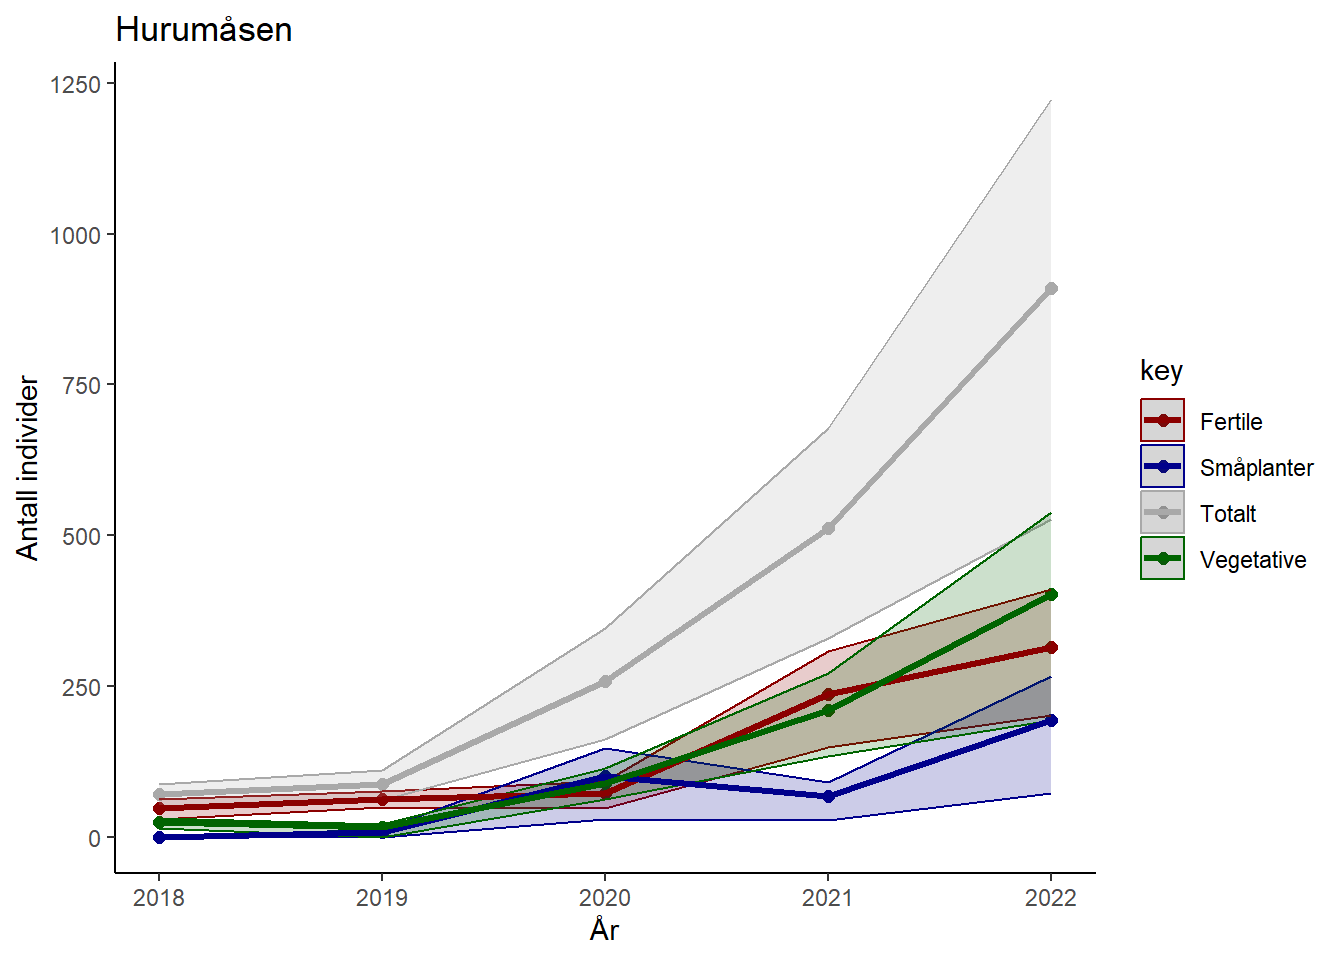 Hurumåsen
1250
1000
750
500
250
0
Antall individer
2018 2019 2020 2021 2022
År
key
Fertile
Småplanter
Totalt
Vegetative